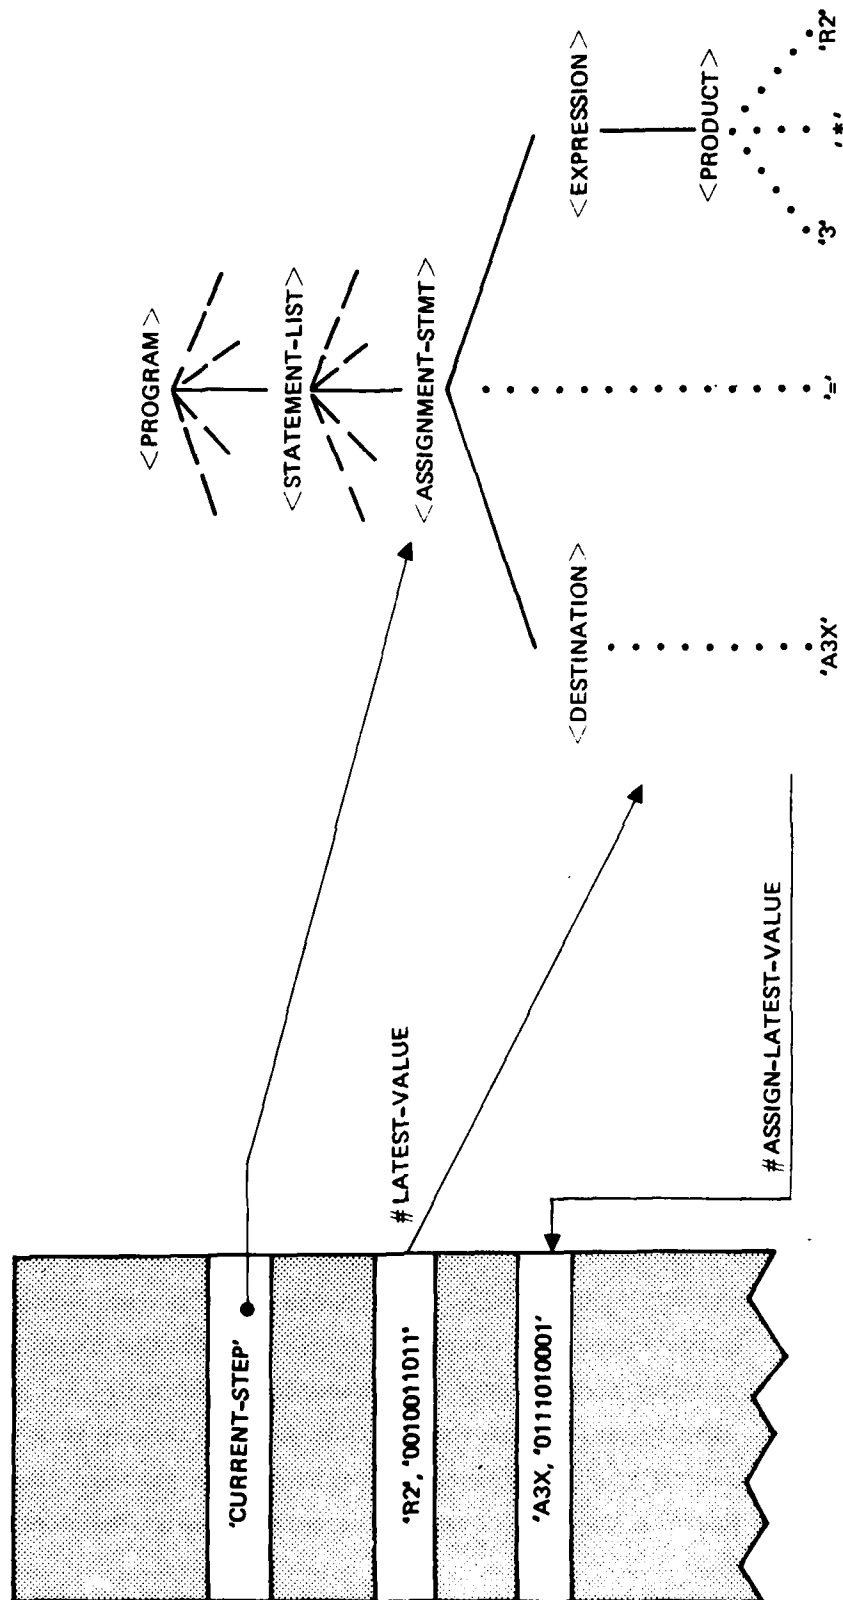 'CURRENT-STEP'
# LATEST-VALUE
'R2', '0010011011'
'A3X, '0111010001'
# ASSIGN-LATEST-VALUE
<PROGRAM>
<STATEMENT-LIST>
<ASSIGNMENT-STMT>
<DESTINATION>
<EXPRESSION>
<PRODUCT>
'A3X'
'='
'3'
'*'
'R2'